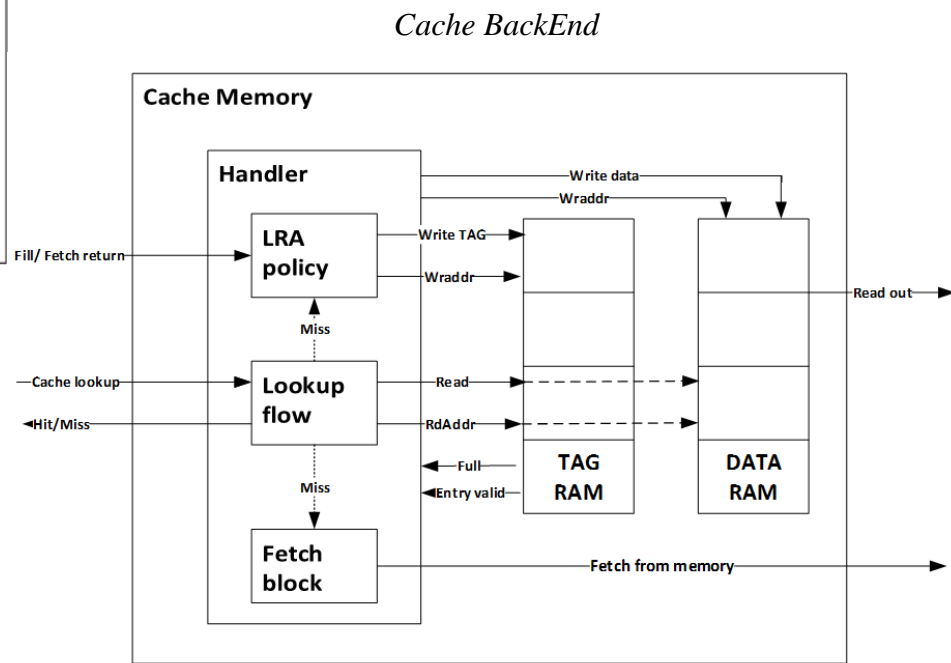 Cache BackEnd
Cache Memory
Handler
Write data
Wraddr
LRA
policy
Write TAG
Fill/ Fetch return
Wraddr
Read out
Miss
Cache lookup
Lookup
flow
Read
Hit/Miss
RdAddr
Full
TAG
RAM
DATA
RAM
Miss
Entry valid
Fetch
block
Fetch from memory